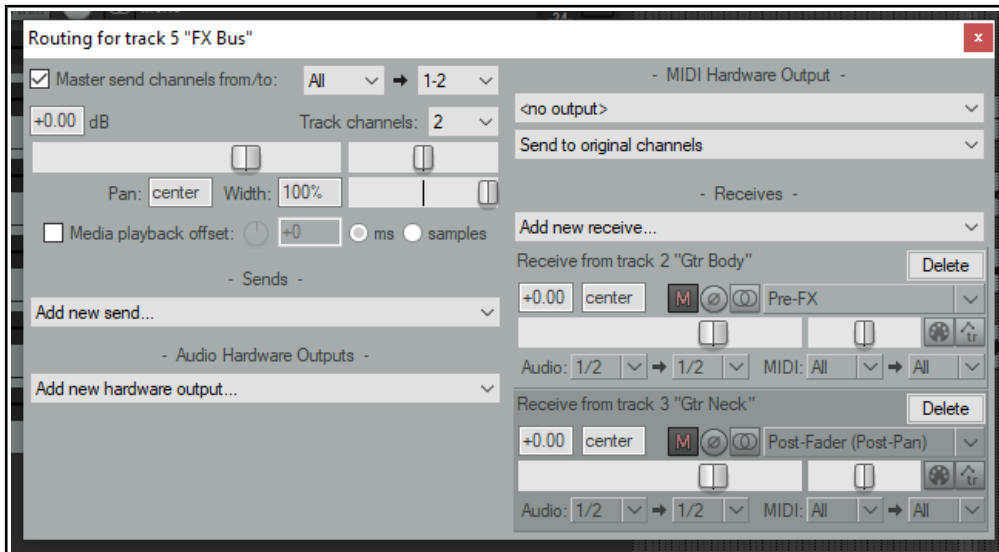 -24-
Routing for track 5 "FX Bus"
x
Master send channels from/to: All 1-2
+0.00 dB Track channels: 2
Pan: center Width: 100%
Media playback offset: +0 ms samples
- Sends -
Add new send...
- Audio Hardware Outputs -
Add new hardware output...
- MIDI Hardware Output -
<no output>
Send to original channels
- Receives -
Add new receive...
Receive from track 2 "Gtr Body" Delete
+0.00 center M Pre-FX
tr
Audio: 1/2 → 1/2 MIDI: All → All
Receive from track 3 "Gtr Neck" Delete
+0.00 center M Post-Fader (Post-Pan)
tr
Audio: 1/2 → 1/2 MIDI: All → All